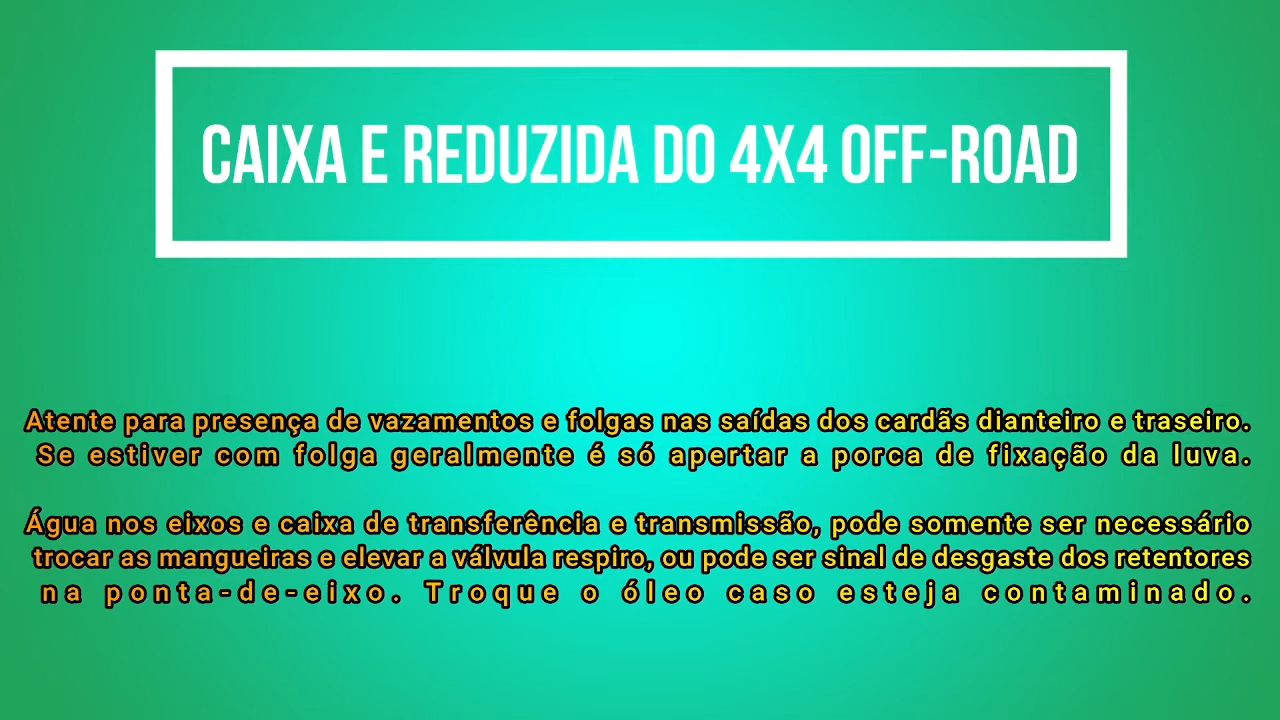 CAIXA E REDUZIDA DO 4X4 OFF-ROAD
Atente para presença de vazamentos e folgas nas saídas dos cardãs dianteiro e traseiro.
Se estiver com folga geralmente é só apertar a porca de fixação da luva.
Água nos eixos e caixa de transferência e transmissão, pode somente ser necessário
trocar as mangueiras e elevar a válvula respiro, ou pode ser sinal de desgaste dos retentores
na ponta-de-eixo. Troque o óleo caso esteja contaminado.